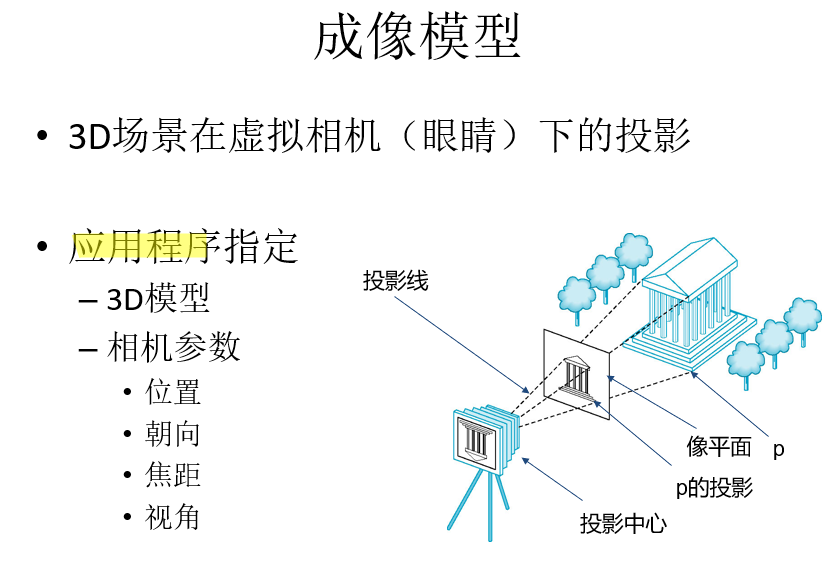 成像模型
• 3D场景在虚拟相机（眼睛）下的投影
• 应用程序指定
– 3D模型
– 相机参数
• 位置
• 朝向
• 焦距
• 视角
投影线
像平面
p
p的投影
投影中心